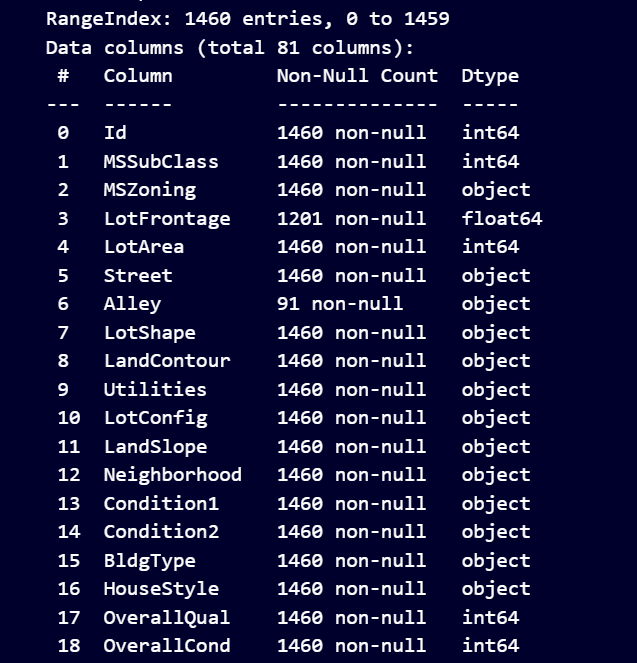 RangeIndex: 1460 entries, 0 to 1459
Data columns (total 81 columns):
 #   Column         Non-Null Count  Dtype
---  ------         --------------  -----
 0   Id             1460 non-null   int64
 1   MSSubClass     1460 non-null   int64
 2   MSZoning       1460 non-null   object
 3   LotFrontage    1201 non-null   float64
 4   LotArea        1460 non-null   int64
 5   Street         1460 non-null   object
 6   Alley          91 non-null     object
 7   LotShape       1460 non-null   object
 8   LandContour    1460 non-null   object
 9   Utilities      1460 non-null   object
 10  LotConfig      1460 non-null   object
 11  LandSlope      1460 non-null   object
 12  Neighborhood   1460 non-null   object
 13  Condition1     1460 non-null   object
 14  Condition2     1460 non-null   object
 15  BldgType       1460 non-null   object
 16  HouseStyle     1460 non-null   object
 17  OverallQual    1460 non-null   int64
 18  OverallCond    1460 non-null   int64